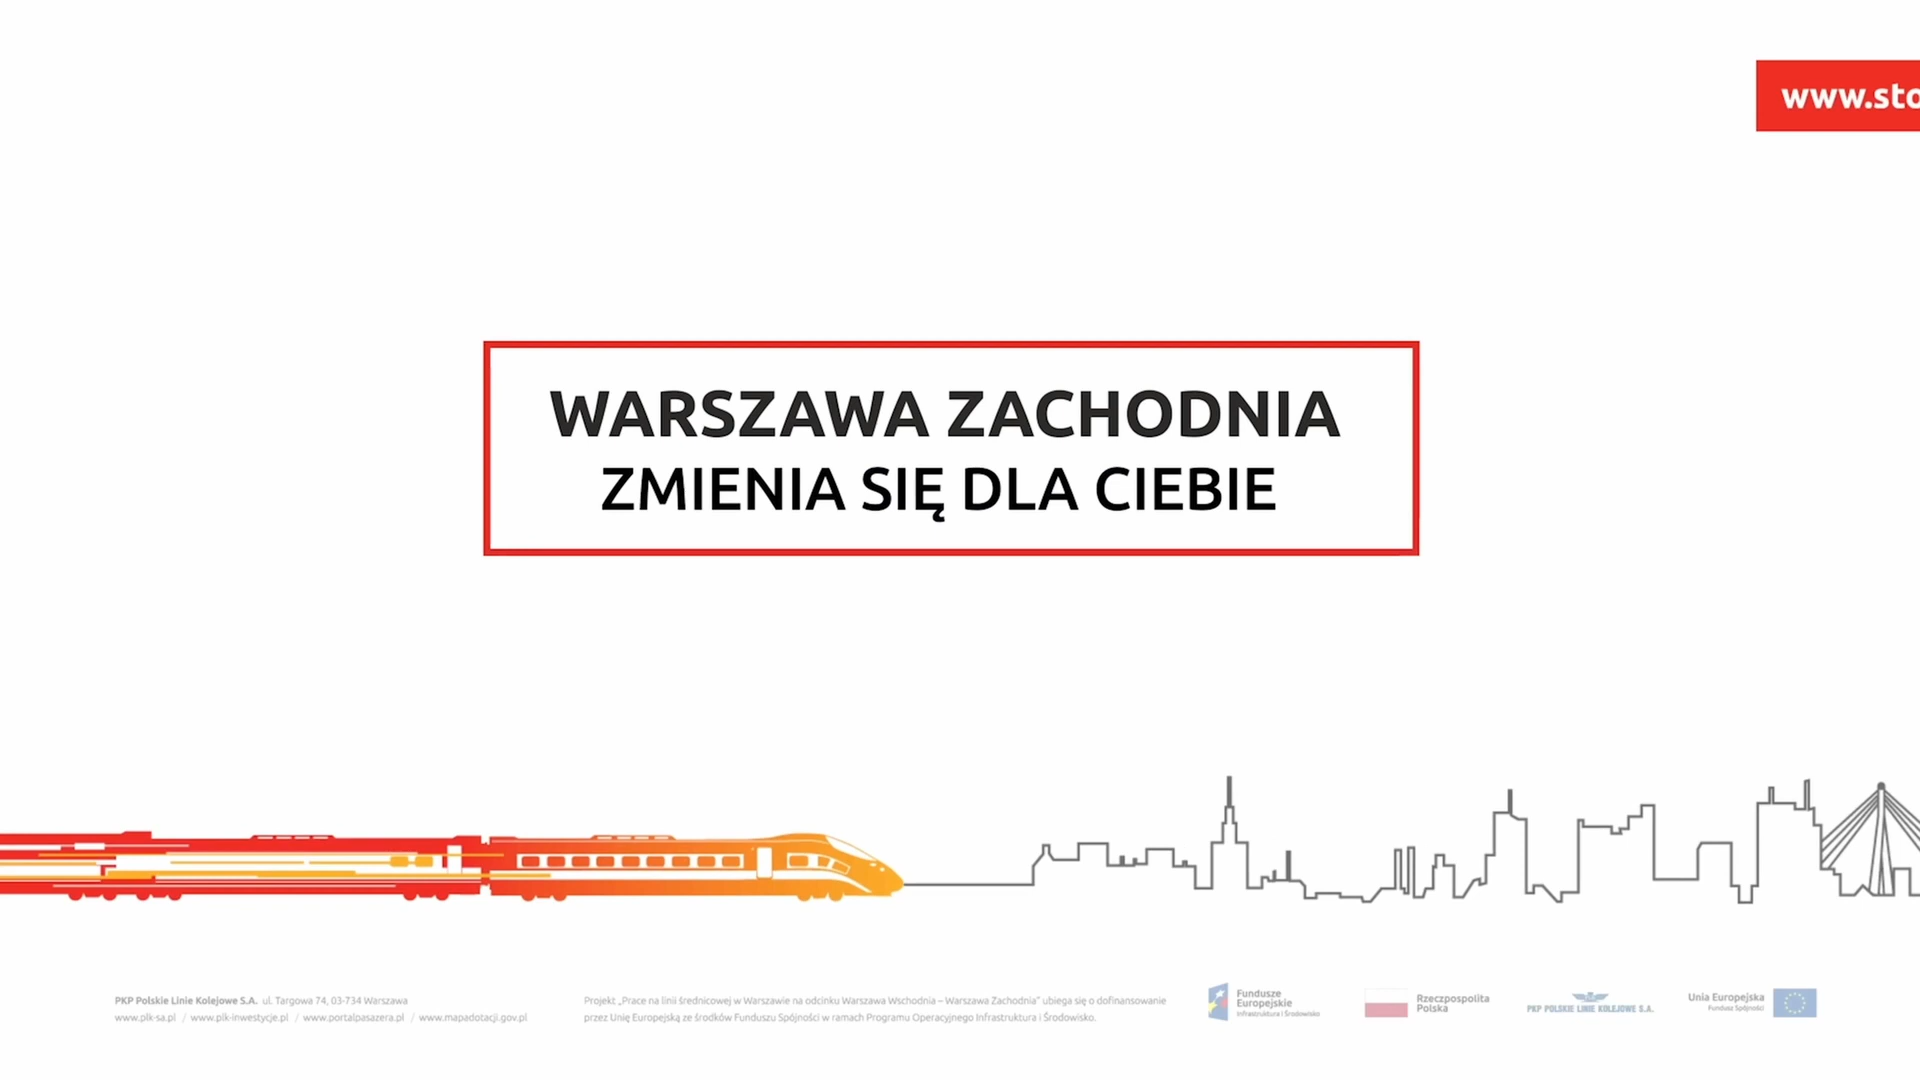 www.sto
WARSZAWA ZACHODNIA
ZMIENIA SIĘ DLA CIEBIE
PKP Polskie Linie Kolejowe S.A. ul. Targowa 74, 03-734 Warszawa
www.plk-sa.pl / www.plk-inwestycje.pl / www.portalpasazera.pl / www.mapadotacji.gov.pl
Projekt „Prace na linii średnicowej w Warszawie na odcinku Warszawa Wschodnia – Warszawa Zachodnia" ubiega się o dofinansowanie
przez Unię Europejską ze środków Funduszu Spójności w ramach Programu Operacyjnego Infrastruktura i Środowisko.
Fundusze
Europejskie
Infrastruktura i Środowisko
Rzeczpospolita
Polska
PKP POLSKIE LINIE KOLEJOWE S.A.
Unia Europejska
Fundusz Spójności